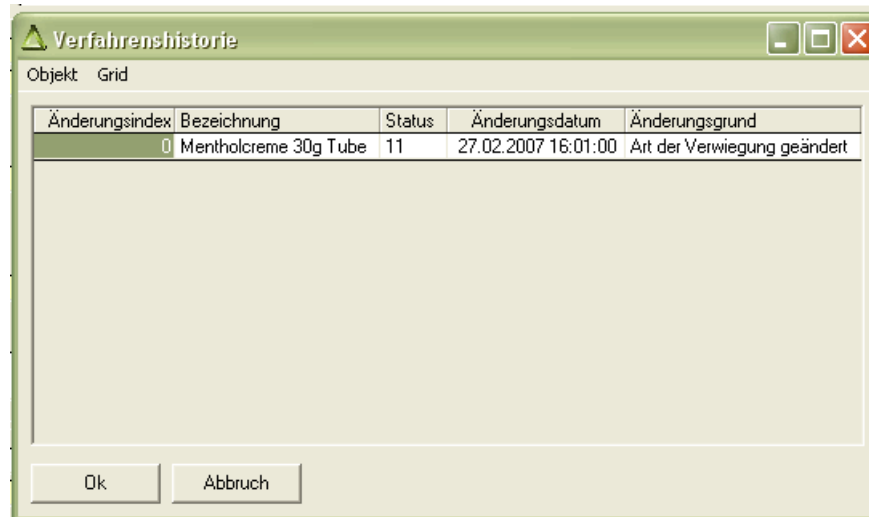 Verfahrenshistorie
Objekt Grid
Änderungsindex Bezeichnung Status Änderungsdatum Änderungsgrund
0 Mentholcreme 30g Tube 11 27.02.2007 16:01:00 Art der Verwiegung geändert
Ok Abbruch